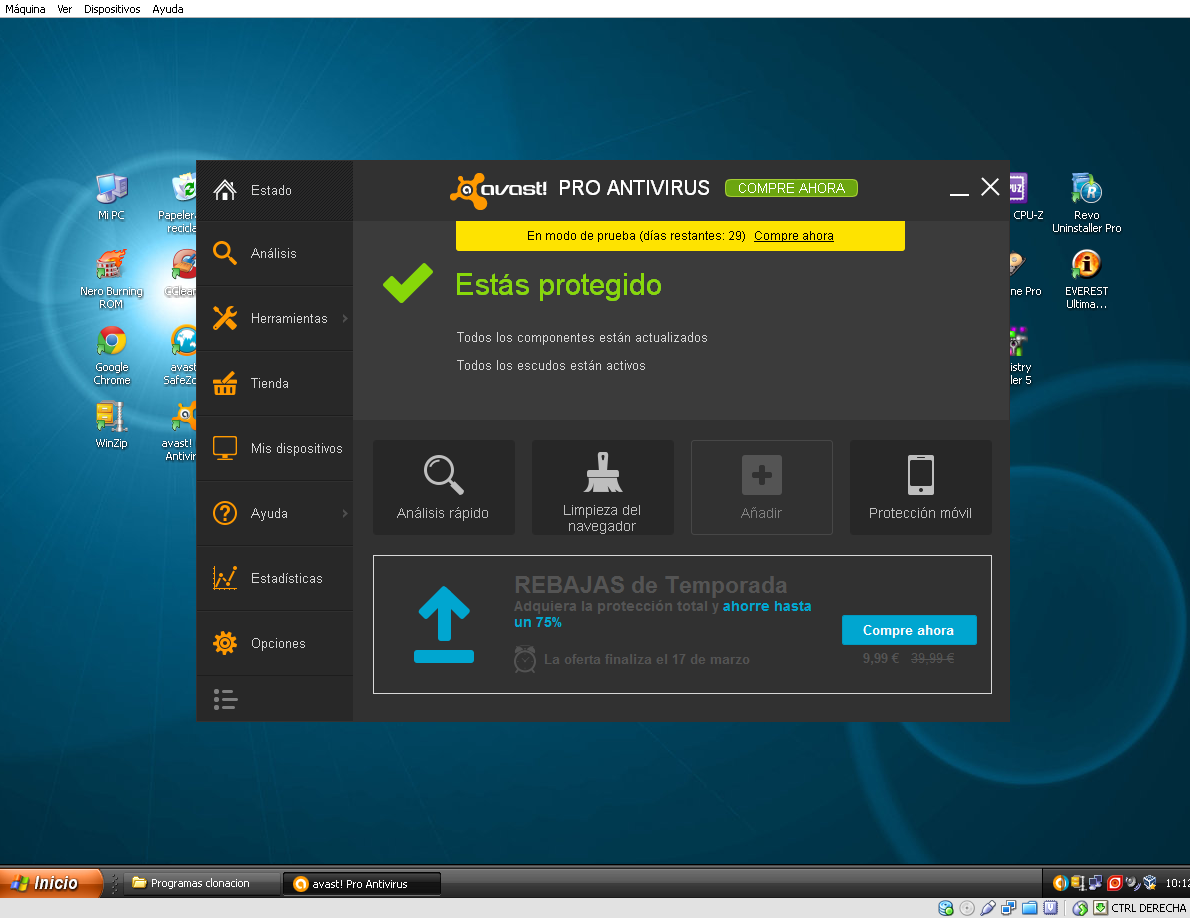 Máquina Ver Dispositivos Ayuda
Mi PC
Papelera
recicla
Nero Burning
ROM
CClean
Google
Chrome
avast
SafeZo
WinZip
avast!
Antivir
CPU-Z
Revo
Uninstaller Pro
ne Pro
EVEREST
Ultima...
istry
ler 5
Estado
Análisis
Herramientas
Tienda
Mis dispositivos
Ayuda
Estadísticas
Opciones
avast! PRO ANTIVIRUS COMPRE AHORA
En modo de prueba (días restantes: 29) Compre ahora
Estás protegido
Todos los componentes están actualizados
Todos los escudos están activos
Análisis rápido
Limpieza del
navegador
Añadir
Protección móvil
REBAJAS de Temporada
Adquiera la protección total y ahorre hasta
un 75%
La oferta finaliza el 17 de marzo
Compre ahora
9,99 € 39,99 €
Inicio
Programas clonacion
avast! Pro Antivirus
10:12
CTRL DERECHA